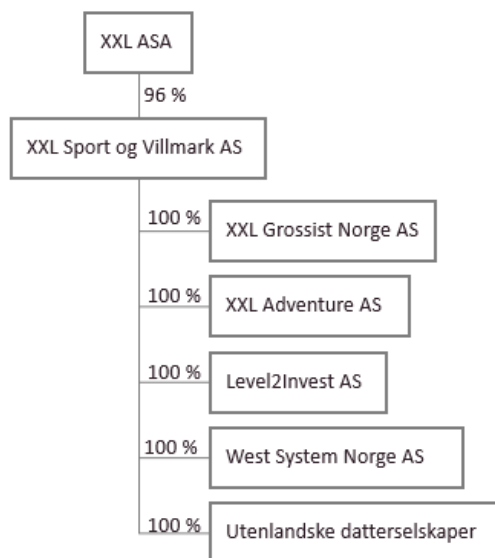 XXL ASA
96 %
XXL Sport og Villmark AS
100 %
XXL Grossist Norge AS
100 %
XXL Adventure AS
100 %
Level2Invest AS
100 %
West System Norge AS
100 %
Utenlandske datterselskaper